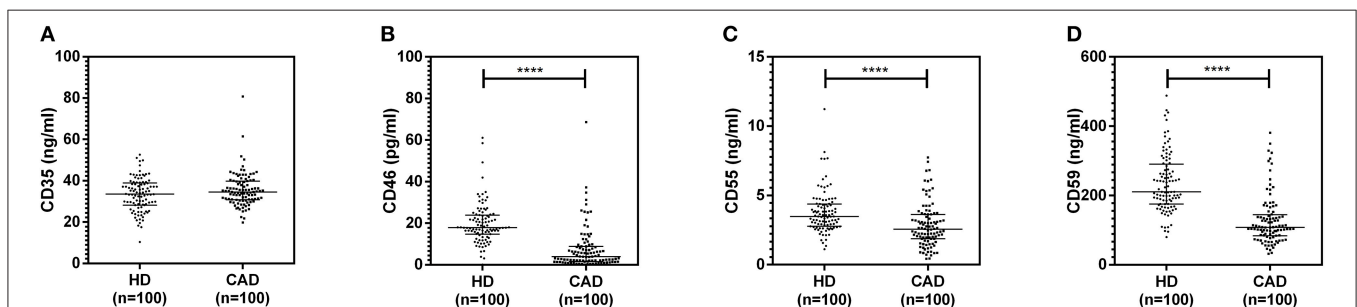 A
CD35 (ng/ml)
100
80
60
40
20
0
HD
(n=100)
CAD
(n=100)
B
CD46 (pg/ml)
100
80
60
40
20
0
****
HD
(n=100)
CAD
(n=100)
C
CD55 (ng/ml)
15
10
5
0
****
HD
(n=100)
CAD
(n=100)
D
CD59 (ng/ml)
600
400
200
0
****
HD
(n=100)
CAD
(n=100)